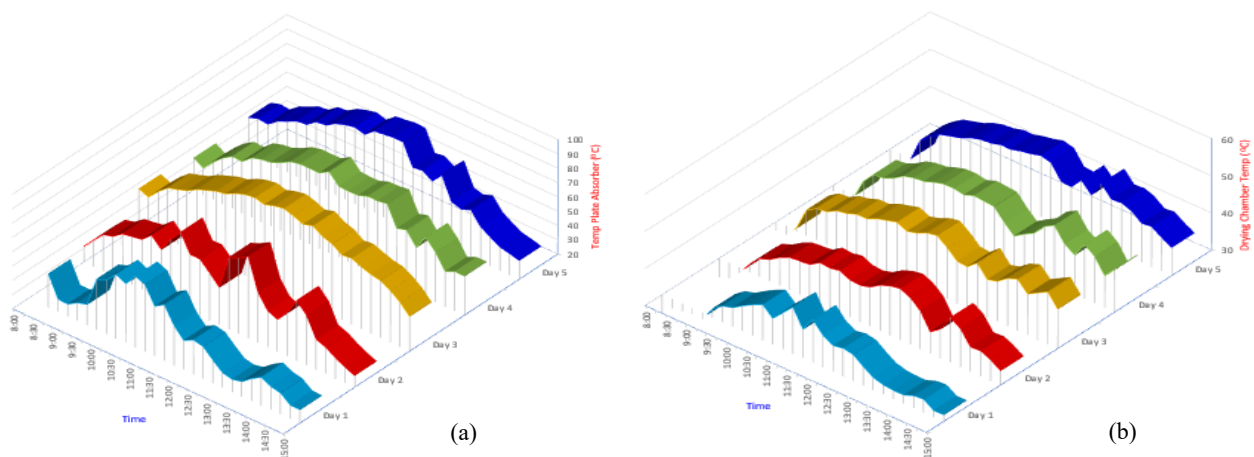 100
90
80
70
60
50
40
30
20
Temp Plate Absorber (ºC)
Day 5
Day 4
Day 3
Day 2
Day 1
8:00
8:30
9:00
9:30
10:00
10:30
11:00
11:30
12:00
12:30
13:00
13:30
14:00
14:30
15:00
Time
(a)
60
50
40
30
Drying Chamber Temp (ºC)
Day 5
Day 4
Day 3
Day 2
Day 1
8:00
8:30
9:00
9:30
10:00
10:30
11:00
11:30
12:00
12:30
13:00
13:30
14:00
14:30
15:00
Time
(b)